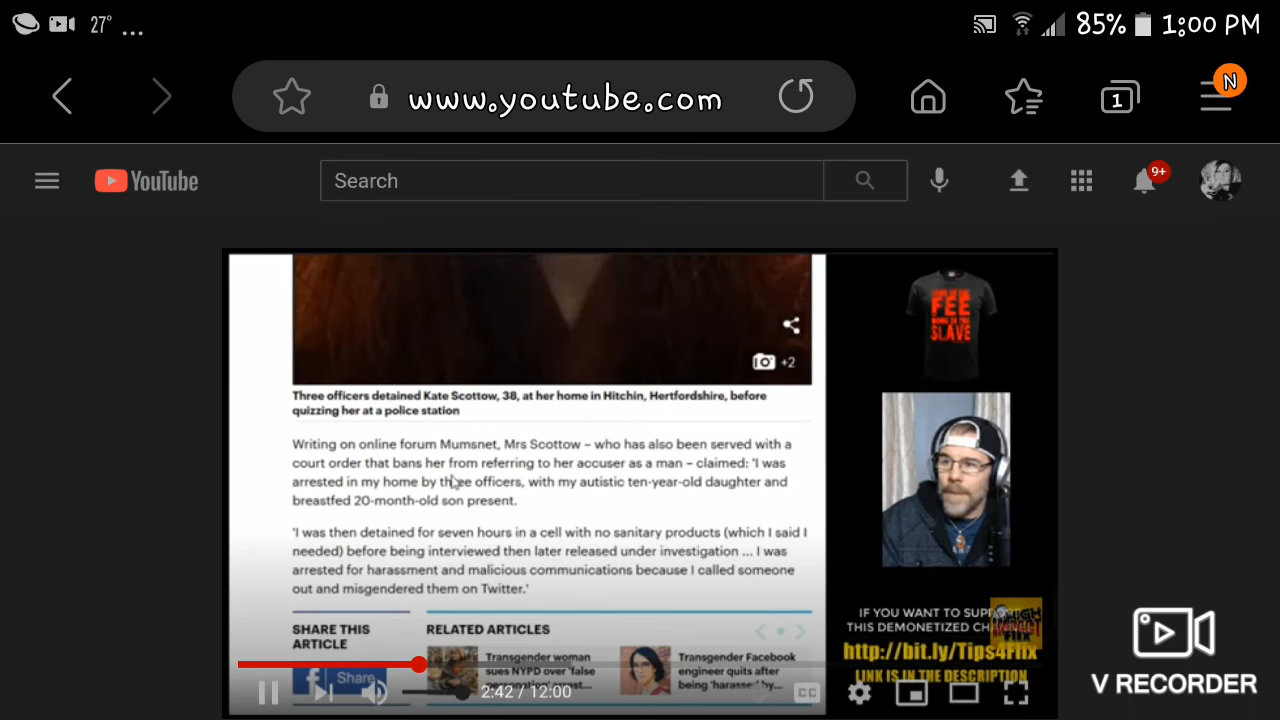 27° ...
85% 1:00 PM
www.youtube.com
1
N
YouTube
Search
9+
FEE
SLAVE
+2
Three officers detained Kate Scottow, 38, at her home in Hitchin, Hertfordshire, before
quizzing her at a police station
Writing on online forum Mumsnet, Mrs Scottow – who has also been served with a
court order that bans her from referring to her accuser as a man – claimed: 'I was
arrested in my home by three officers, with my autistic ten-year-old daughter and
breastfed 20-month-old son present.
'I was then detained for seven hours in a cell with no sanitary products (which I said I
needed) before being interviewed then later released under investigation ... I was
arrested for harassment and malicious communications because I called someone
out and misgendered them on Twitter.'
SHARE THIS
ARTICLE
Share
RELATED ARTICLES
Transgender woman
sues NYPD over 'false
Transgender Facebook
engineer quits after
being 'harassed' by...
IF YOU WANT TO SUPPORT
THIS DEMONETIZED CHANNEL
http://bit.ly/Tips4Flix
LINK IS IN THE DESCRIPTION
2:42 / 12:00
CC
V RECORDER